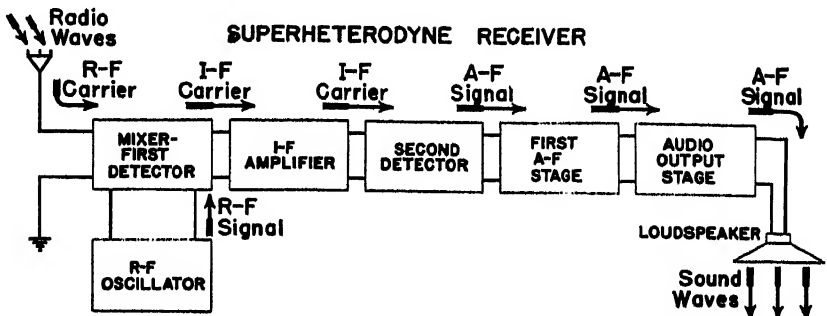 Radio
Waves
SUPERHETERODYNE RECEIVER
R-F
Carrier
I-F
Carrier
I-F
Carrier
A-F
Signal
A-F
Signal
A-F
Signal
MIXER-
FIRST
DETECTOR
I-F
AMPLIFIER
SECOND
DETECTOR
FIRST
A-F
STAGE
AUDIO
OUTPUT
STAGE
R-F
Signal
R-F
OSCILLATOR
LOUDSPEAKER
Sound
Waves